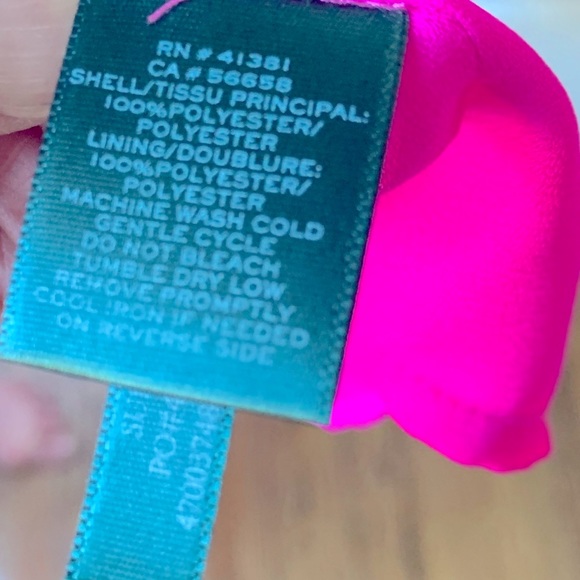 RN # 41381
CA # 56658
SHELL/TISSU PRINCIPAL:
100%POLYESTER/
POLYESTER
LINING/DOUBLURE:
100%POLYESTER/
POLYESTER
MACHINE WASH COLD
GENTLE CYCLE
DO NOT BLEACH
TUMBLE DRY LOW
REMOVE PROMPTLY
COOL IRON IF NEEDED
ON REVERSE SIDE